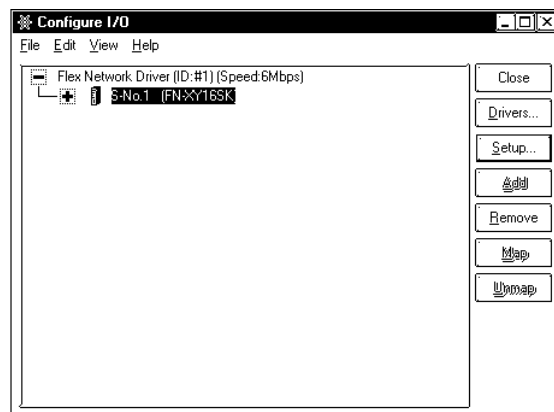 Configure I/O
File Edit View Help
Flex Network Driver (ID:#1) (Speed:6Mbps)
S-No.1 (FN-XY16SK)
Close
Drivers...
Setup...
Add
Remove
Map
Unmap